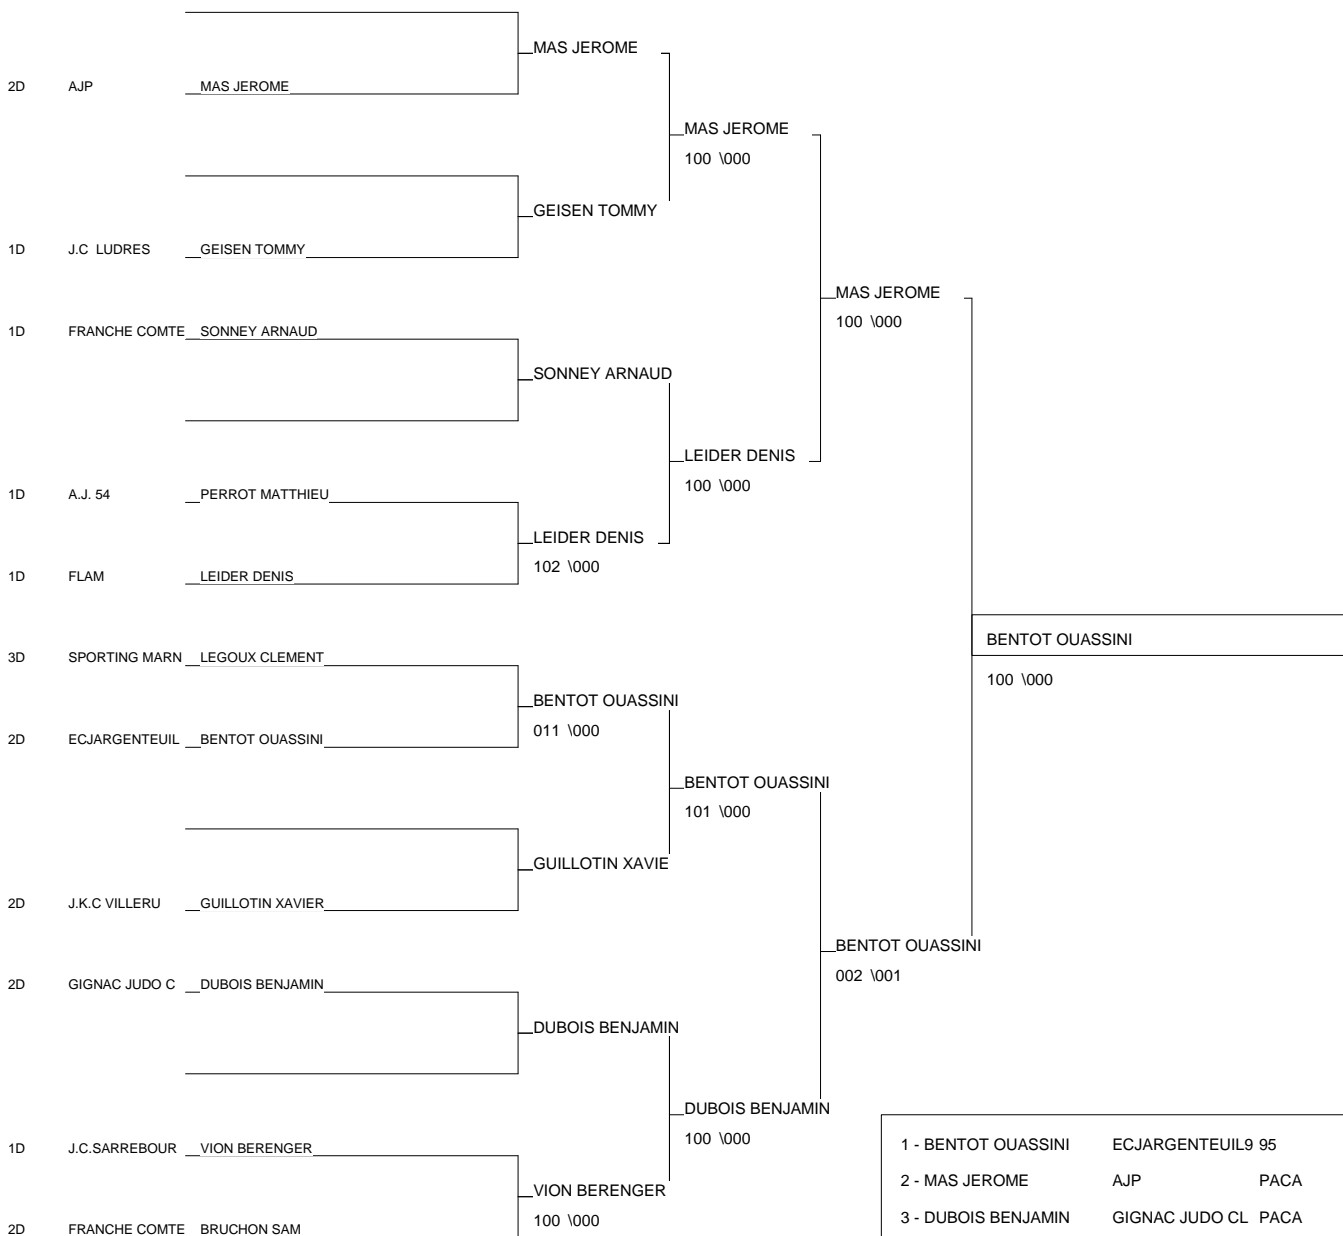 MAS JEROME
2D AJP MAS JEROME
MAS JEROME
100 \000
GEISEN TOMMY
1D J.C LUDRES GEISEN TOMMY
MAS JEROME
100 \000
1D FRANCHE COMTE SONNEY ARNAUD
SONNEY ARNAUD
LEIDER DENIS
100 \000
1D A.J. 54 PERROT MATTHIEU
LEIDER DENIS
102 \000
1D FLAM LEIDER DENIS
BENTOT OUASSINI
100 \000
3D SPORTING MARN LEGOUX CLEMENT
BENTOT OUASSINI
011 \000
2D ECJARGENTEUIL BENTOT OUASSINI
BENTOT OUASSINI
101 \000
GUILLOTIN XAVIE
2D J.K.C VILLERU GUILLOTIN XAVIER
BENTOT OUASSINI
002 \001
2D GIGNAC JUDO C DUBOIS BENJAMIN
DUBOIS BENJAMIN
DUBOIS BENJAMIN
100 \000
1D J.C.SARREBOUR VION BERENGER
VION BERENGER
100 \000
2D FRANCHE COMTE BRUCHON SAM
1 - BENTOT OUASSINI ECJARGENTEUIL9 95
2 - MAS JEROME AJP PACA
3 - DUBOIS BENJAMIN GIGNAC JUDO CL PACA